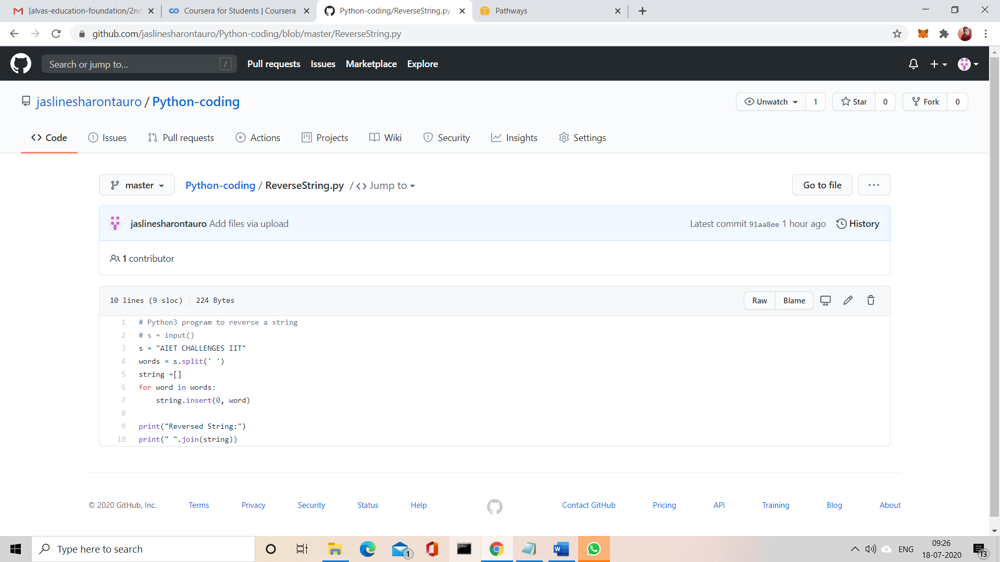 [alvas-education-foundation/2nd
Coursera for Students | Coursera
Python-coding/ReverseString.py
Pathways
github.com/jaslinesharontauro/Python-coding/blob/master/ReverseString.py
Search or jump to... / Pull requests Issues Marketplace Explore
jaslinesharontauro / Python-coding Unwatch 1 Star 0 Fork 0
Code Issues Pull requests Actions Projects Wiki Security Insights Settings
master Python-coding / ReverseString.py / <> Jump to Go to file ...
jaslinesharontauro Add files via upload Latest commit 91aa8ee 1 hour ago History
1 contributor
10 lines (9 sloc) 224 Bytes Raw Blame
1 # Python3 program to reverse a string
2 # s = input()
3 s = "AIET CHALLENGES IIT"
4 words = s.split(' ')
5 string =[]
6 for word in words:
7     string.insert(0, word)
8
9 print("Reversed String:")
10 print(" ".join(string))
© 2020 GitHub, Inc. Terms Privacy Security Status Help Contact GitHub Pricing API Training Blog About
Type here to search 1 W ENG 09:26
18-07-2020 13